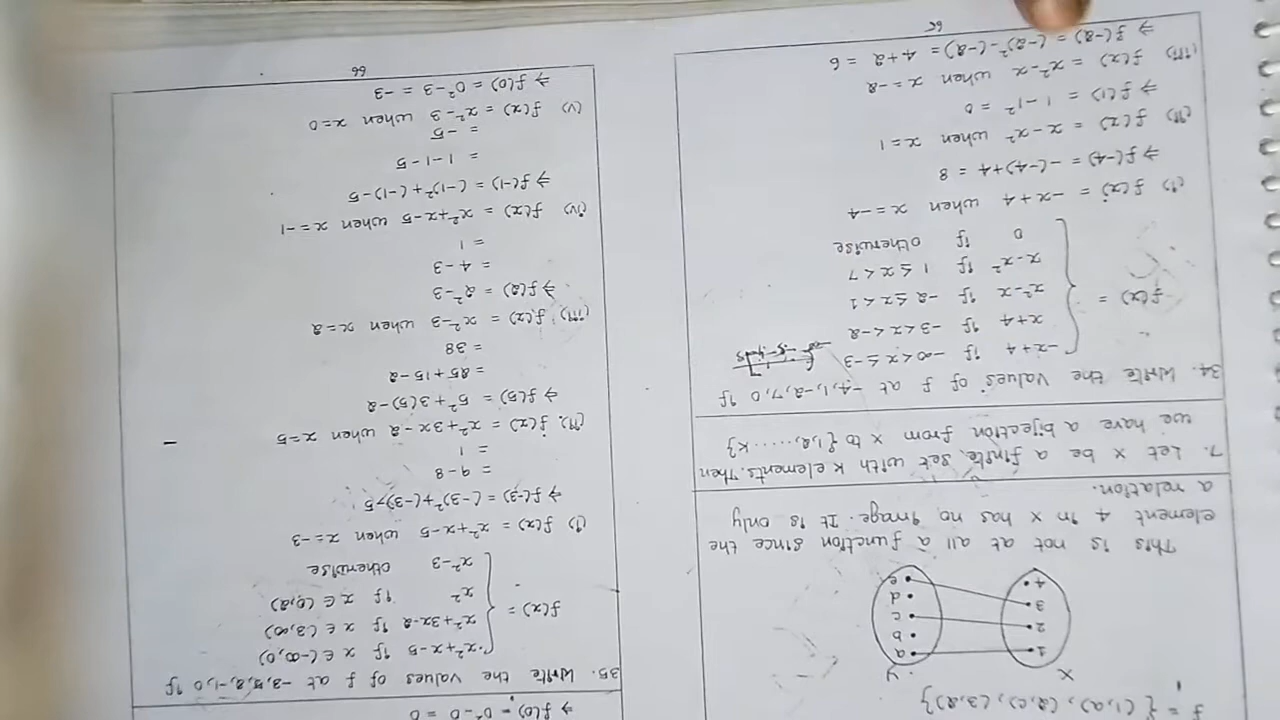 f = { (1,a), (2,c), (3,e)}
X
Y
1
2
3
4
a
b
c
d
e
This is not at all a function since the
element 4 in X has no image. It is only
a relation.
7. Let X be a finite set with K elements. Then
we have a bijection from X to {1,2,......K}
34. Write the values of f at -4,1,-2,7,0 if
f(x) =
-x+4 if -∞<x≤-3
x+4 if -3<x<-2
x²-x if -2≤x<1
x-x² if 1≤x<7
0 if otherwise
(i) f(x) = -x+4 when x=-4
⇒ f(-4) = -(-4)+4 = 8
(ii) f(x) = x-x² when x=1
⇒ f(1) = 1-1² = 0
(iii) f(x) = x²-x when x=-2
⇒ f(-2) = (-2)²-(-2) = 4+2 = 6
65
⇒ f(0) = 0²-0 = 0
35. Write the values of f at -3,5,2,-1,0 if
f(x) =
x²+x-5 if x∈(-∞,0)
x²+3x-2 if x∈(3,∞)
x² if x∈(0,2)
x²-3 otherwise
(i) f(x) = x²+x-5 when x=-3
⇒ f(-3) = (-3)²+(-3)-5
= 9-8
= 1
(ii) f(x) = x²+3x-2 when x=5
⇒ f(5) = 5²+3(5)-2
= 25+15-2
= 38
(iii) f(x) = x²-3 when x=2
⇒ f(2) = 2²-3
= 4-3
= 1
(iv) f(x) = x²+x-5 when x=-1
⇒ f(-1) = (-1)²+(-1)-5
= 1-1-5
= -5
(v) f(x) = x²-3 when x=0
⇒ f(0) = 0²-3 = -3
66